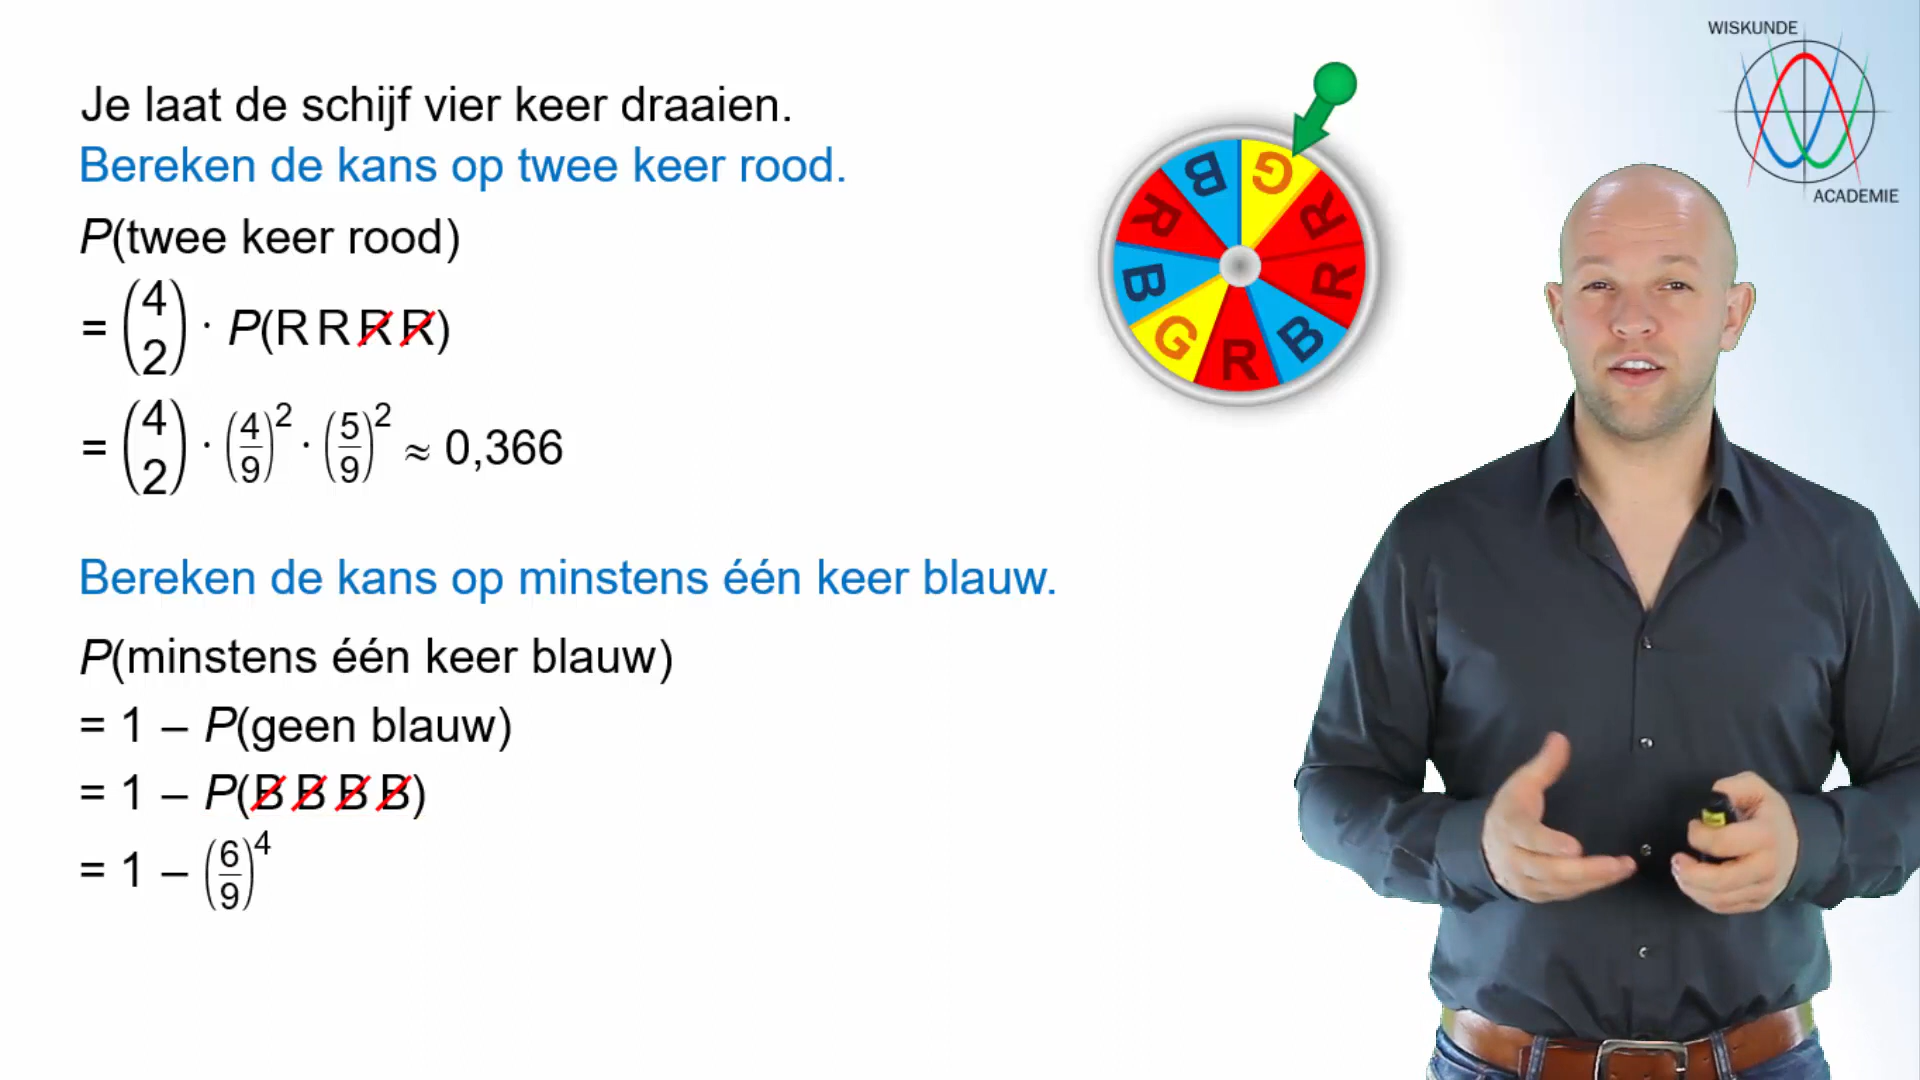 Je laat de schijf vier keer draaien.
Bereken de kans op twee keer rood.
P(twee keer rood)
= (4 2) · P(R R R̸ R̸)
= (4 2) · (4/9)² · (5/9)² ≈ 0,366
Bereken de kans op minstens één keer blauw.
P(minstens één keer blauw)
= 1 – P(geen blauw)
= 1 – P(B̸ B̸ B̸ B̸)
= 1 – (6/9)⁴
G
R
R
B
R
G
B
R
B
WISKUNDE
ACADEMIE